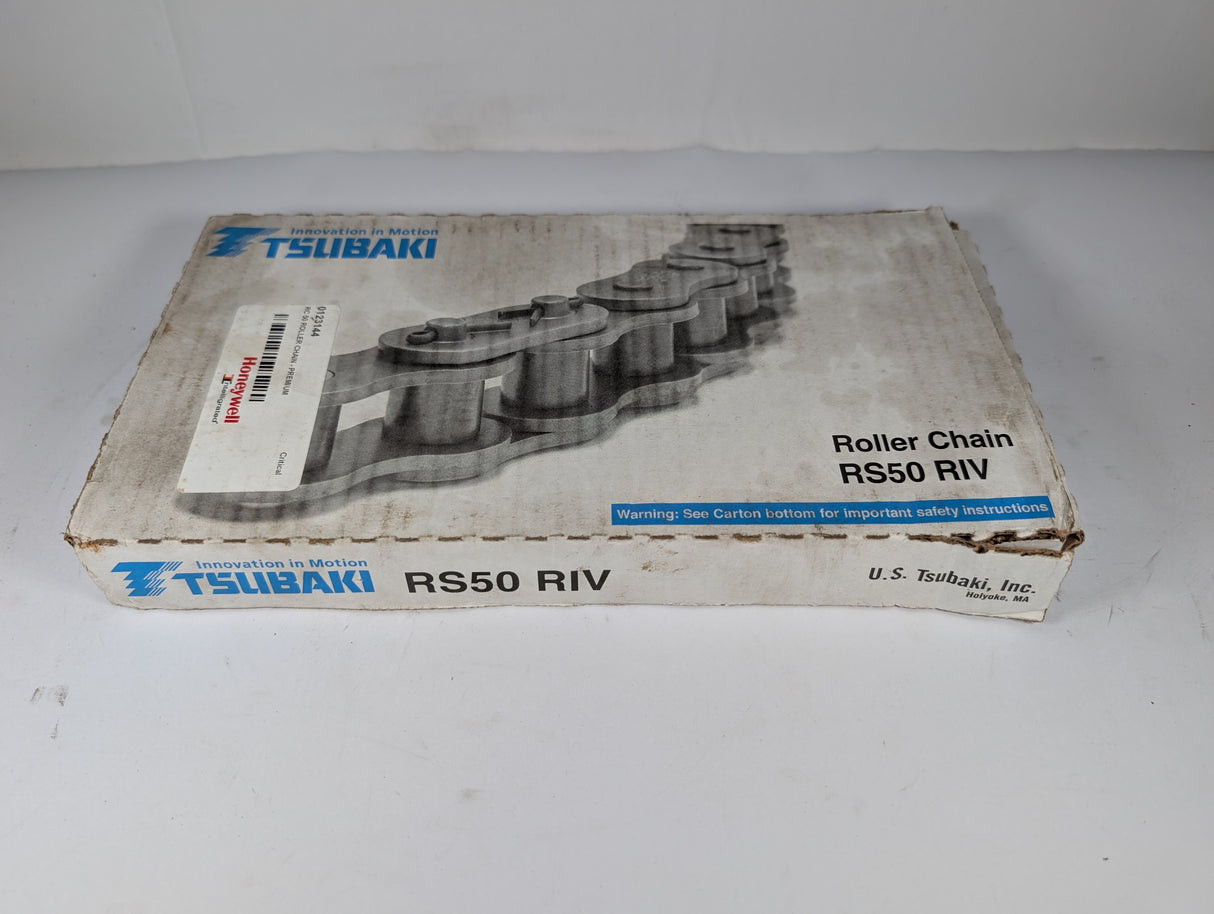 Innovation in Motion
TSUBAKI
0123144
RC 50 ROLLER CHAIN - PREMIUM
Honeywell
Intelligrated
Critical
Roller Chain
RS50 RIV
Warning: See Carton bottom for important safety instructions
Innovation in Motion
TSUBAKI
RS50 RIV
U.S. Tsubaki, Inc.
Holyoke, MA